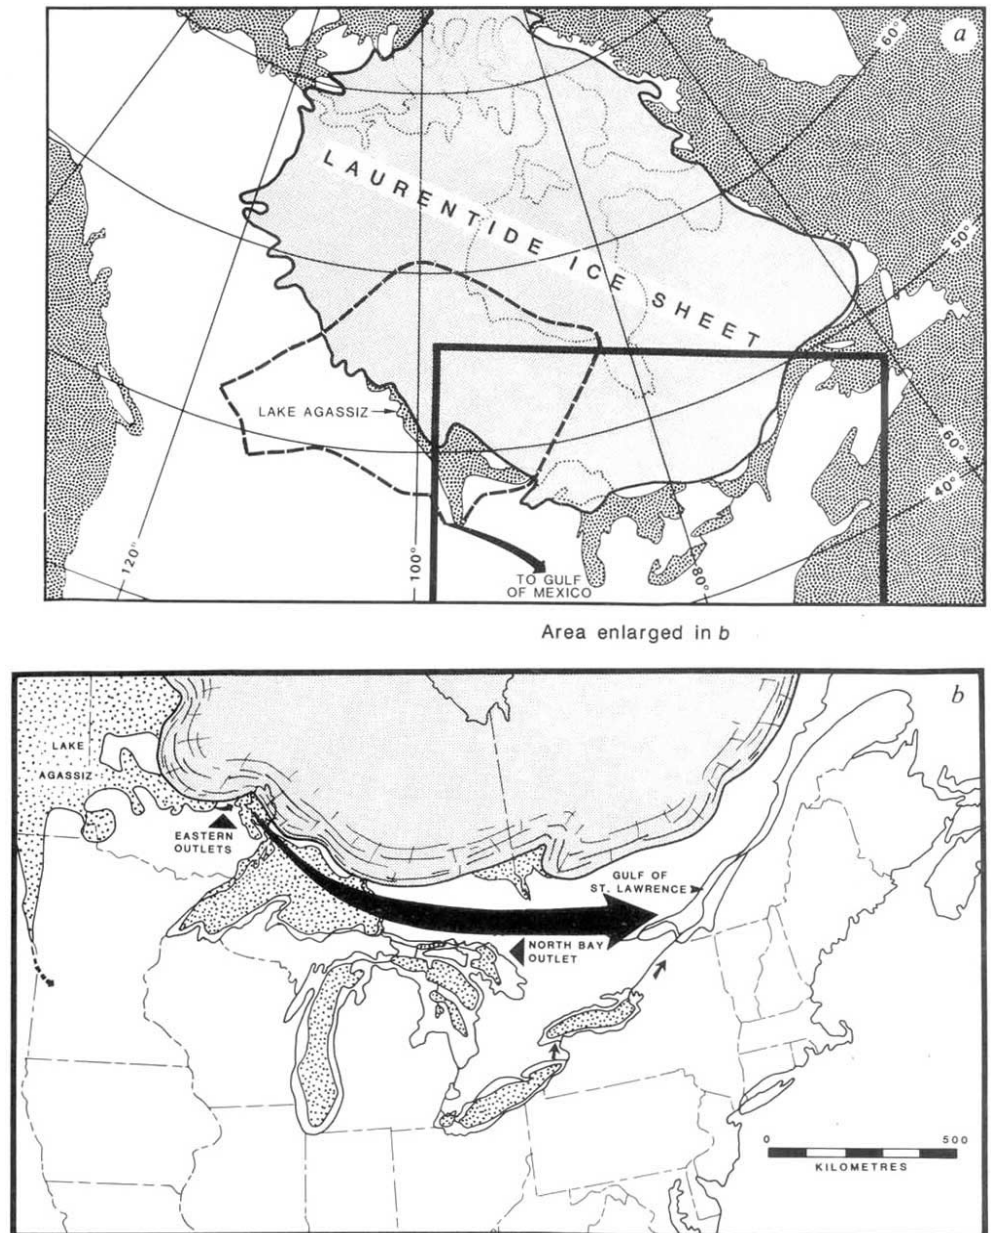 a
60°
LAURENTIDE ICE SHEET
50°
LAKE AGASSIZ
60°
40°
120°
100°
80°
TO GULF
OF MEXICO
Area enlarged in b
b
LAKE
AGASSIZ
EASTERN
OUTLETS
GULF OF
ST. LAWRENCE
NORTH BAY
OUTLET
0 500
KILOMETRES